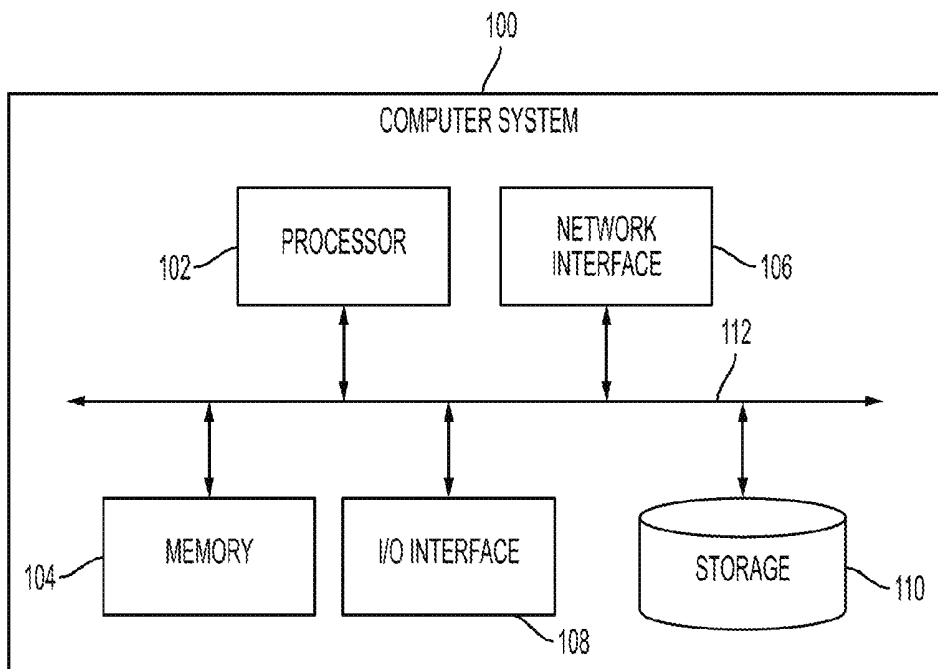 100
COMPUTER SYSTEM
PROCESSOR
102
NETWORK
INTERFACE
106
112
MEMORY
104
I/O INTERFACE
108
STORAGE
110